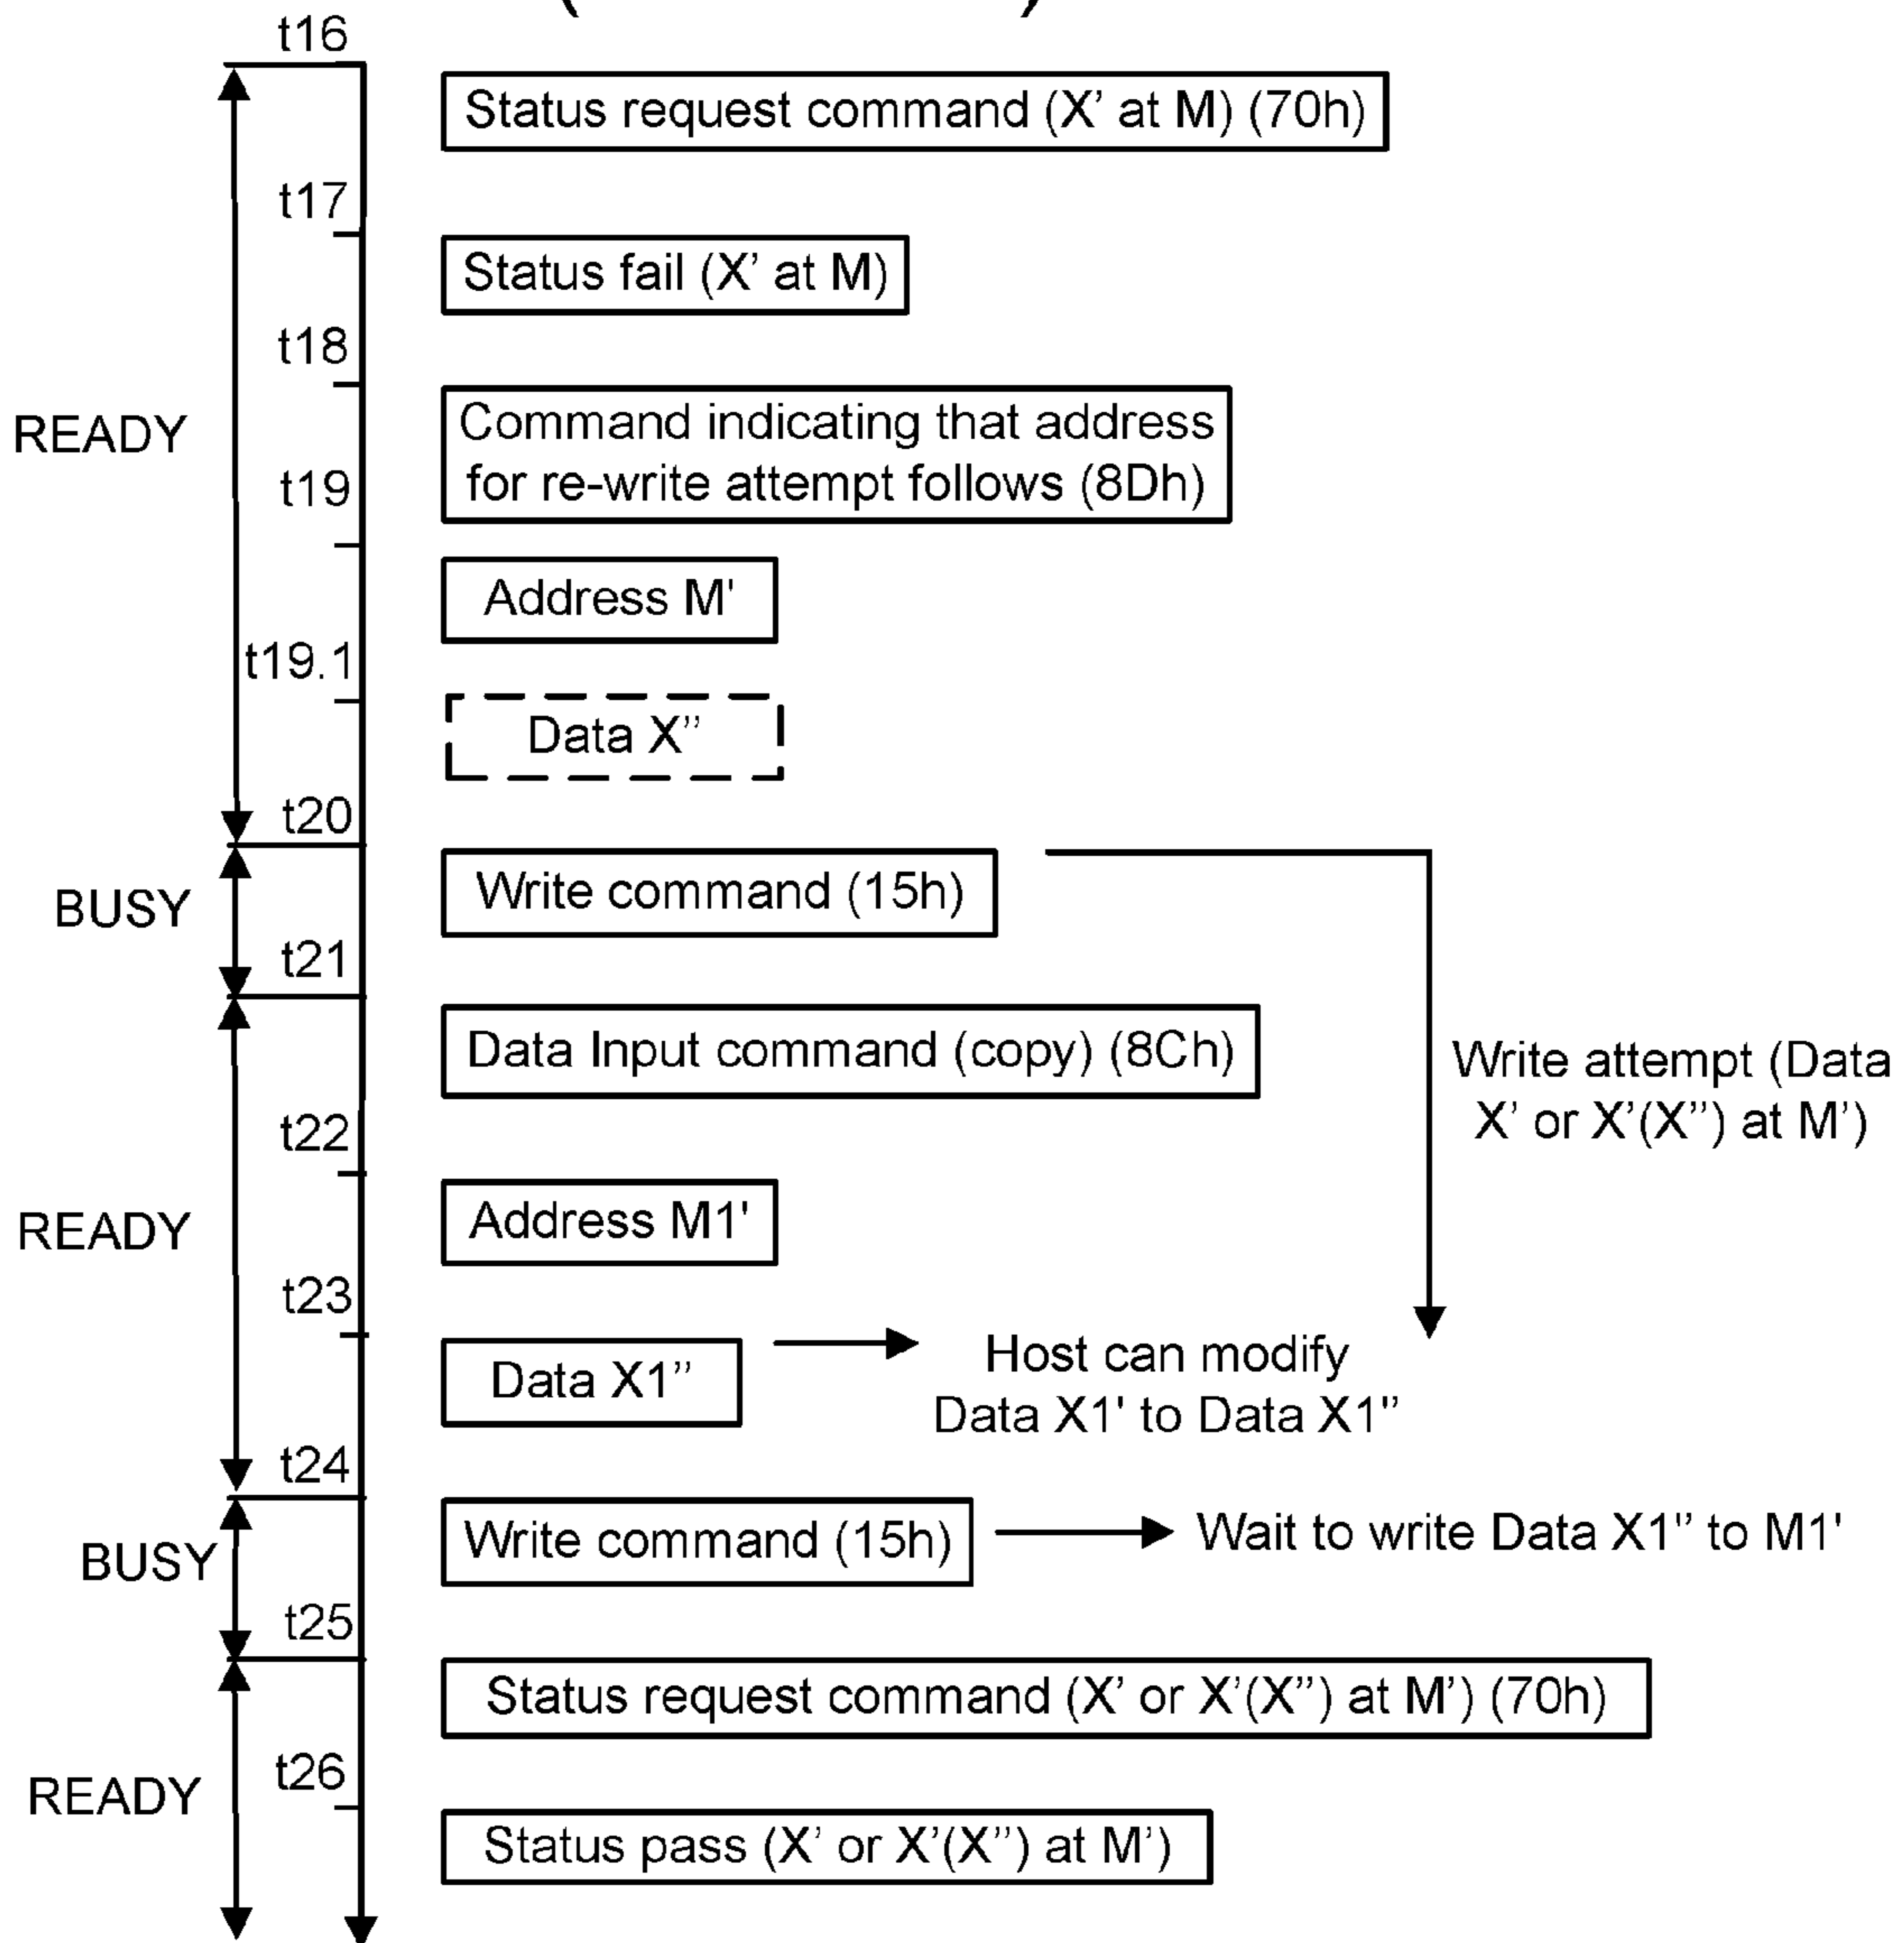 t16
Status request command (X’ at M) (70h)
t17
Status fail (X’ at M)
t18
READY
Command indicating that address
for re-write attempt follows (8Dh)
t19
Address M'
t19.1
Data X”
t20
BUSY
Write command (15h)
t21
Data Input command (copy) (8Ch)
Write attempt (Data
X’ or X’(X”) at M’)
t22
READY
Address M1'
t23
Data X1”
Host can modify
Data X1' to Data X1”
t24
BUSY
Write command (15h)
Wait to write Data X1” to M1'
t25
Status request command (X’ or X’(X”) at M’) (70h)
t26
READY
Status pass (X’ or X’(X”) at M’)